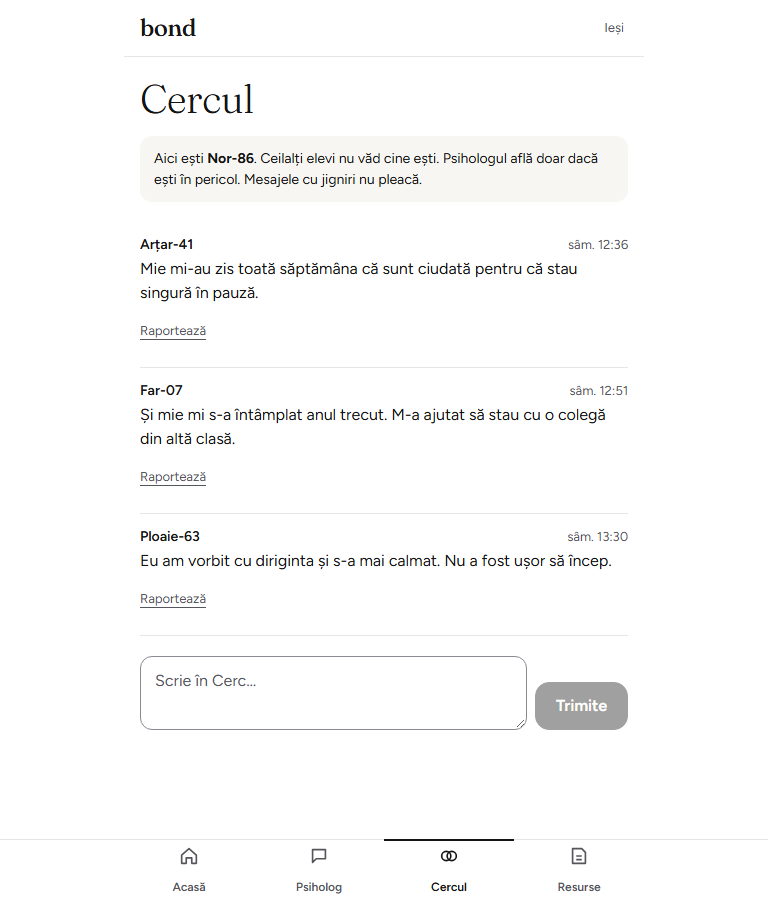 bond
Ieși
Cercul
Aici ești Nor-86. Ceilalți elevi nu văd cine ești. Psihologul află doar dacă
ești în pericol. Mesajele cu jigniri nu pleacă.
Arțar-41
sâm. 12:36
Mie mi-au zis toată săptămâna că sunt ciudată pentru că stau
singură în pauză.
Raportează
Far-07
sâm. 12:51
Și mie mi s-a întâmplat anul trecut. M-a ajutat să stau cu o colegă
din altă clasă.
Raportează
Ploaie-63
sâm. 13:30
Eu am vorbit cu diriginta și s-a mai calmat. Nu a fost ușor să încep.
Raportează
Scrie în Cerc...
Trimite
Acasă
Psiholog
Cercul
Resurse